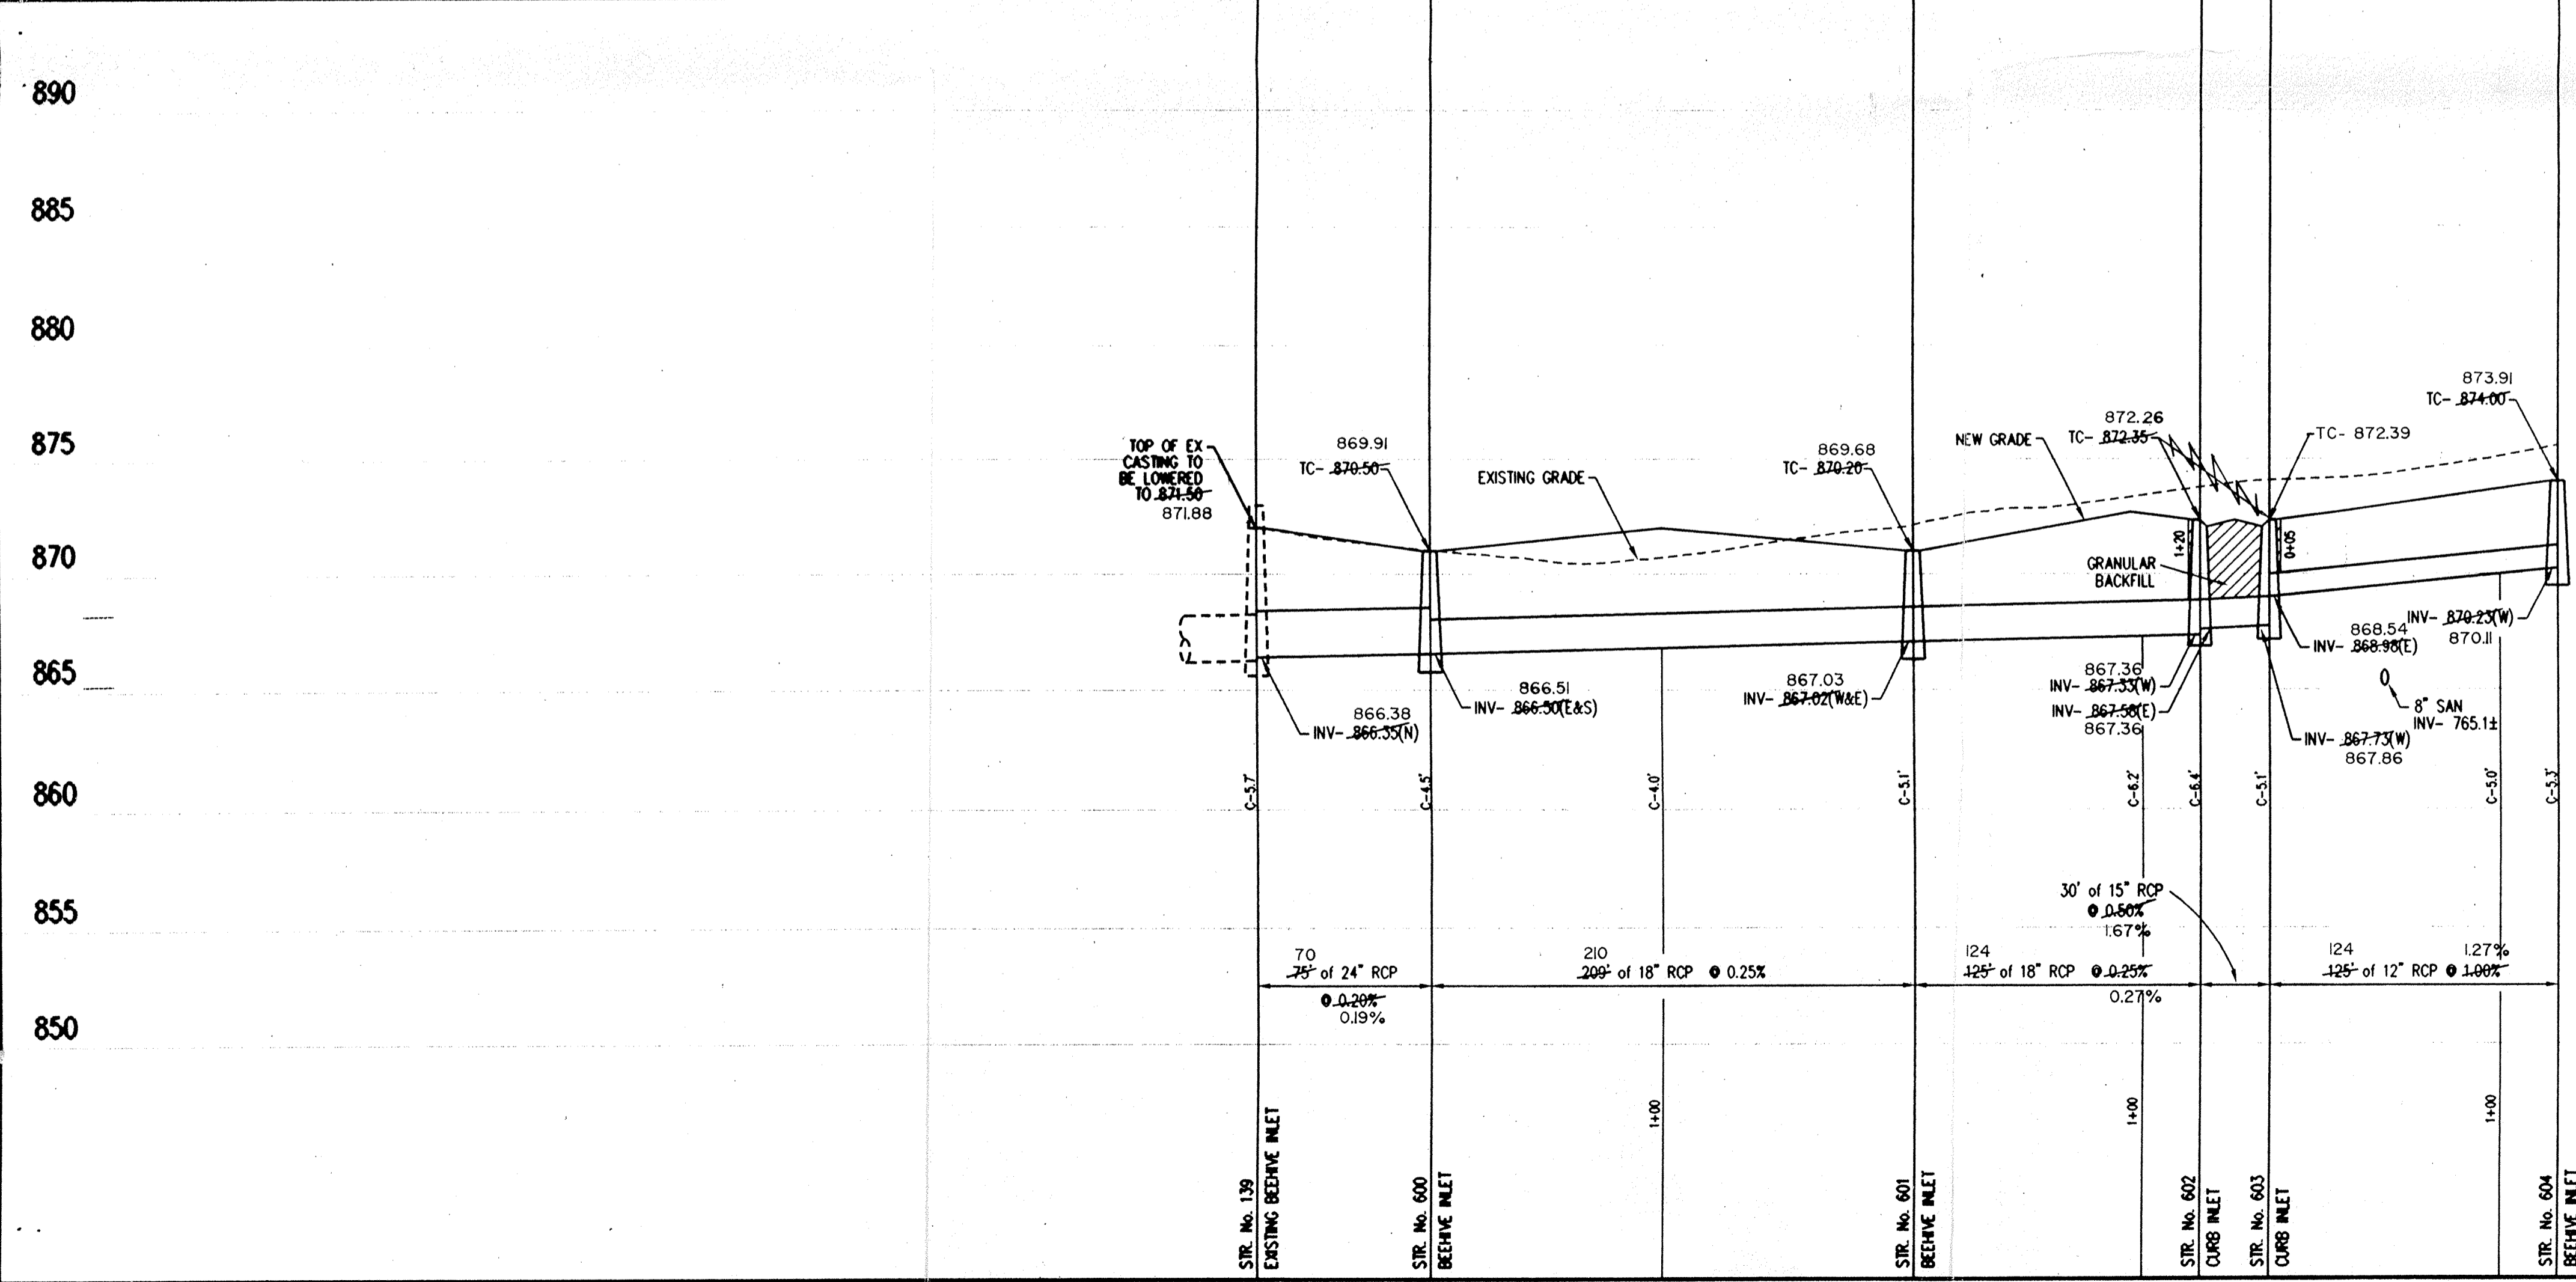 890
885
880
875
870
865
860
855
850
TOP OF EX
CASTING TO
BE LOWERED
TO 871.50
871.88
869.91
TC- 870.50
EXISTING GRADE
869.68
TC- 870.20
NEW GRADE
872.26
TC- 872.35
TC- 872.39
873.91
TC- 874.00
1+20
0+05
GRANULAR
BACKFILL
866.38
INV- 866.35(N)
866.51
INV- 866.50(E&S)
867.03
INV- 867.02(W&E)
867.36
INV- 867.33(W)
INV- 867.58(E)
867.36
868.54
INV- 868.98(E)
INV- 870.23(W)
870.11
8" SAN
INV- 765.1±
INV- 867.73(W)
867.86
C-5.7'
C-4.5'
C-4.0'
C-5.1'
C-6.2'
C-6.4'
C-5.1'
C-5.0'
C-5.3'
30' of 15" RCP
@ 0.50%
1.67%
70
75' of 24" RCP
@ 0.20%
0.19%
210
209' of 18" RCP @ 0.25%
124
125' of 18" RCP @ 0.25%
0.27%
124 1.27%
125' of 12" RCP @ 1.00%
1+00
1+00
1+00
STR. No. 139
EXISTING BEEHIVE INLET
STR. No. 600
BEEHIVE INLET
STR. No. 601
BEEHIVE INLET
STR. No. 602
CURB INLET
STR. No. 603
CURB INLET
STR. No. 604
BEEHIVE INLET